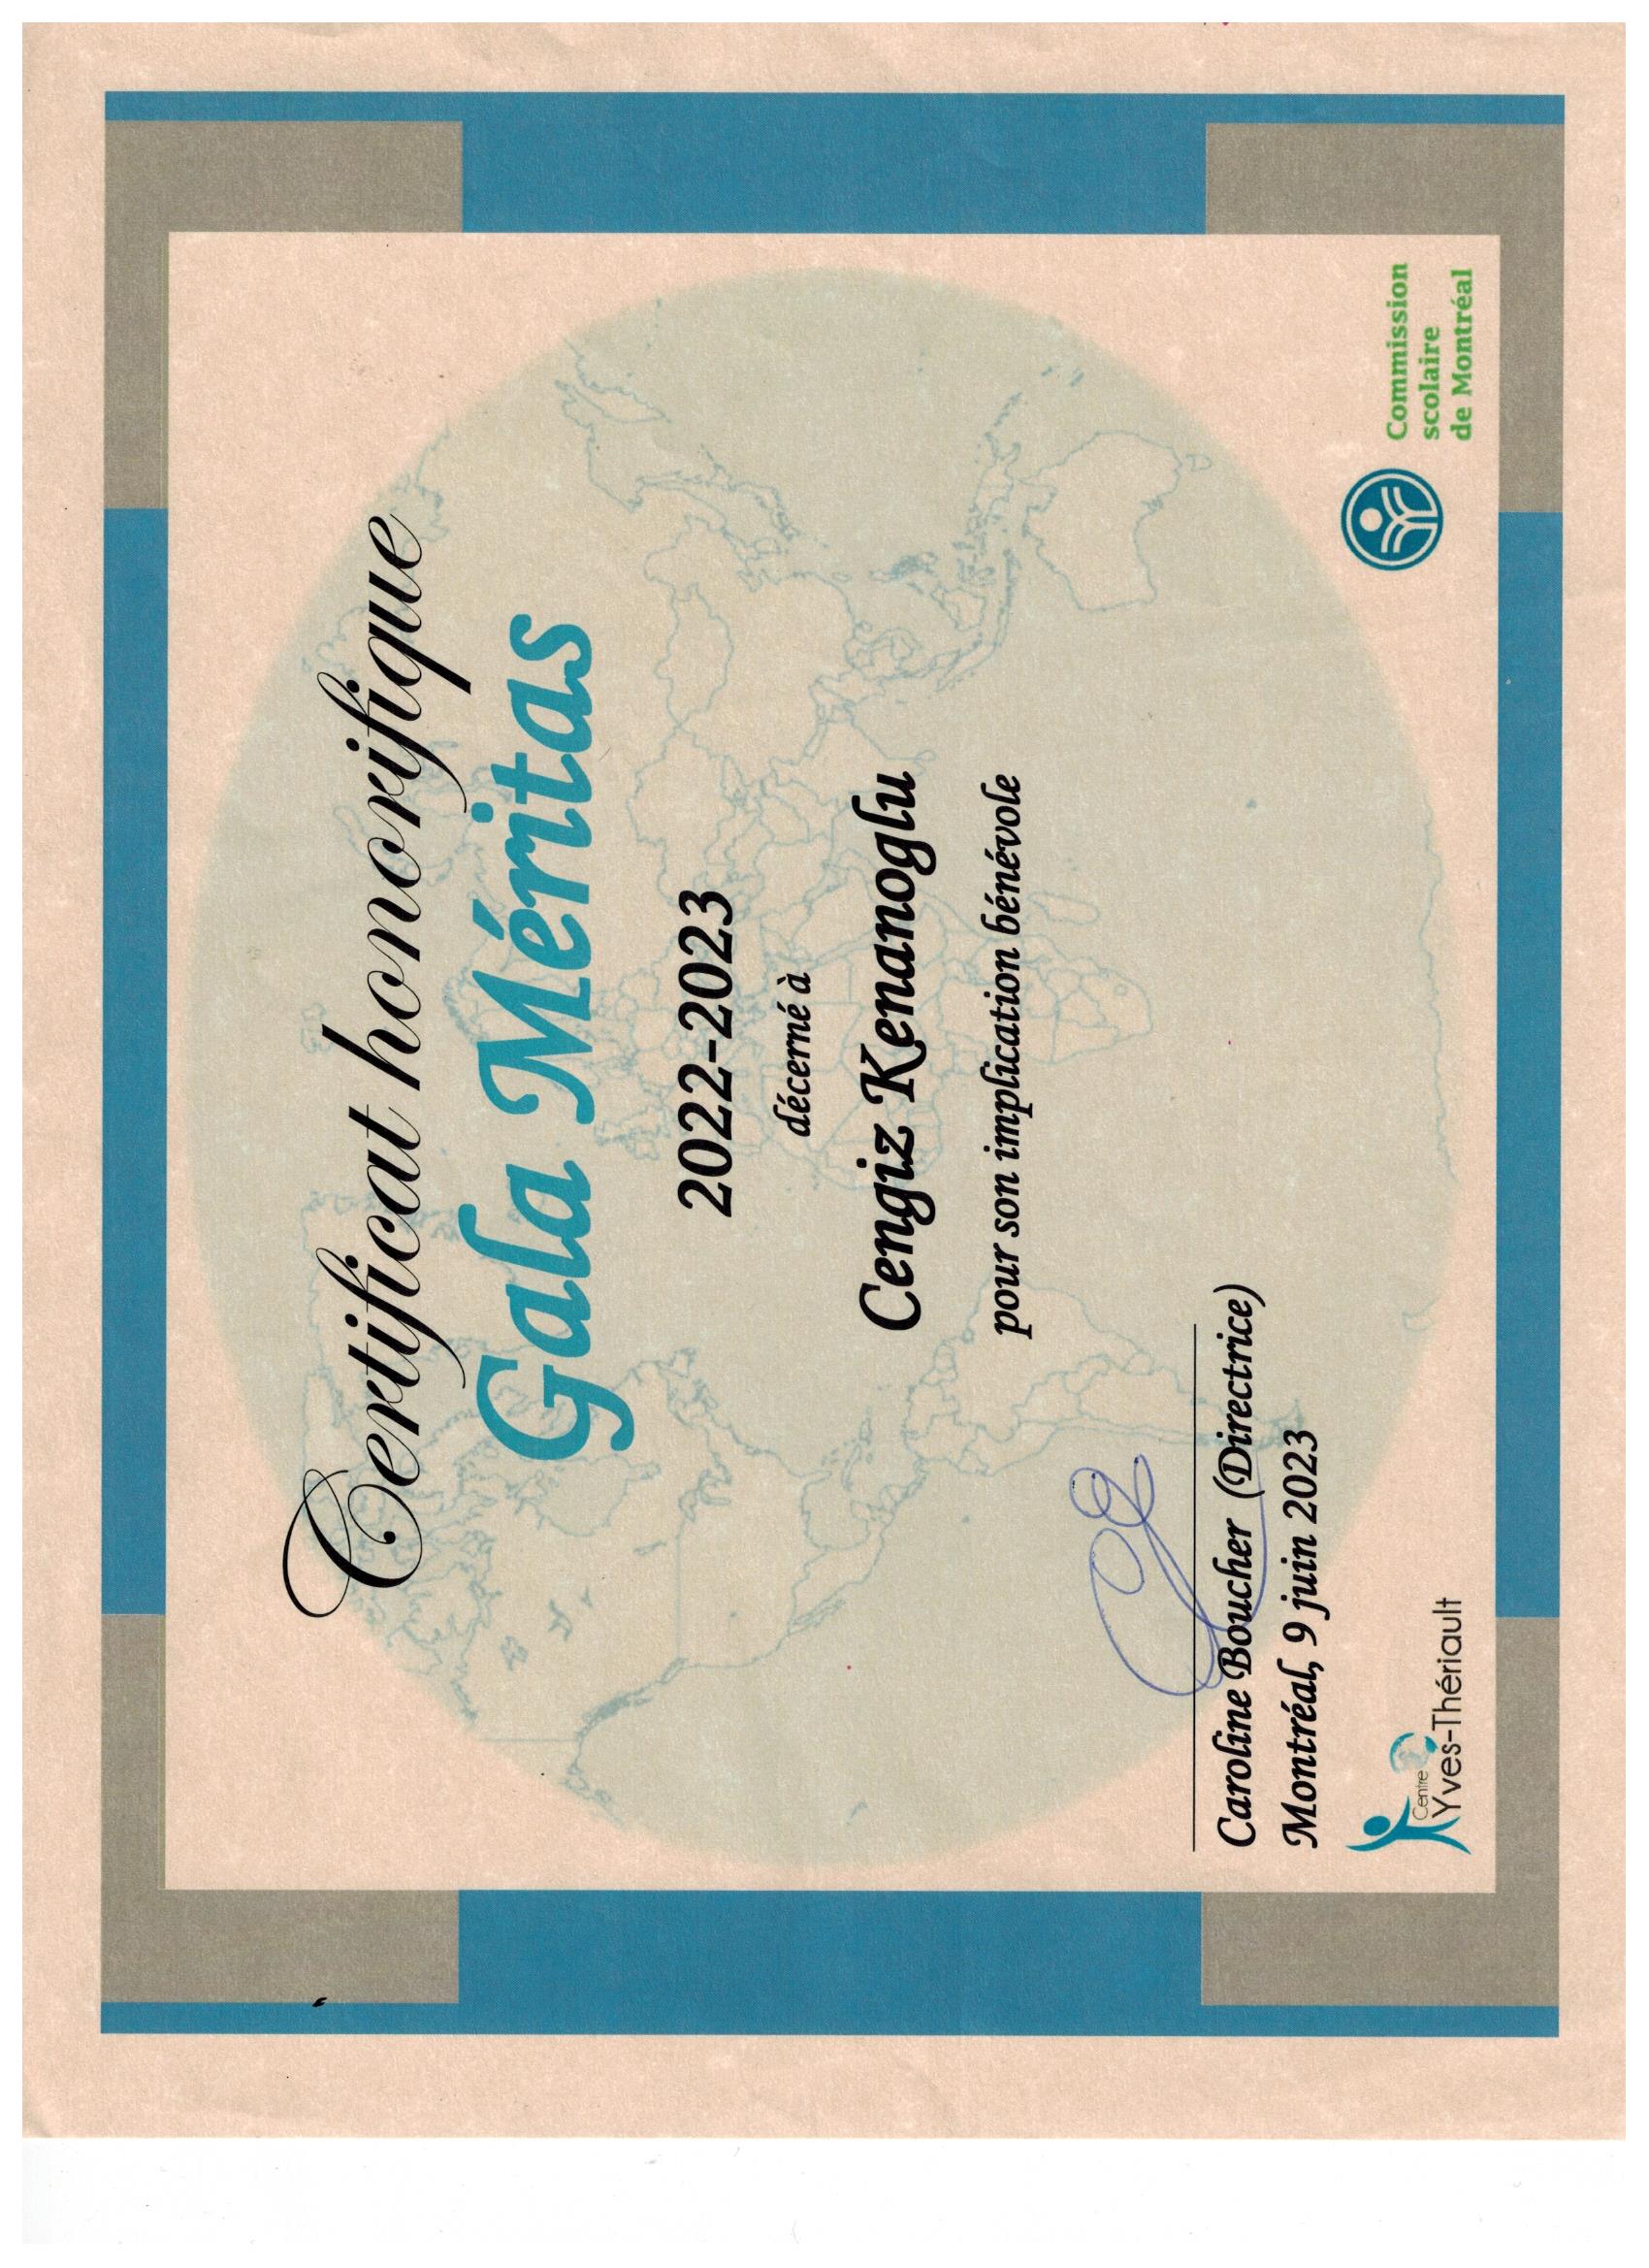 Certificat honorifique
Gala Méritas
2022-2023
décerné à
Cengiz Kenanoglu
pour son implication bénévole
Caroline Boucher (Directrice)
Montréal, 9 juin 2023
Centre
Yves-Thériault
Commission
scolaire
de Montréal